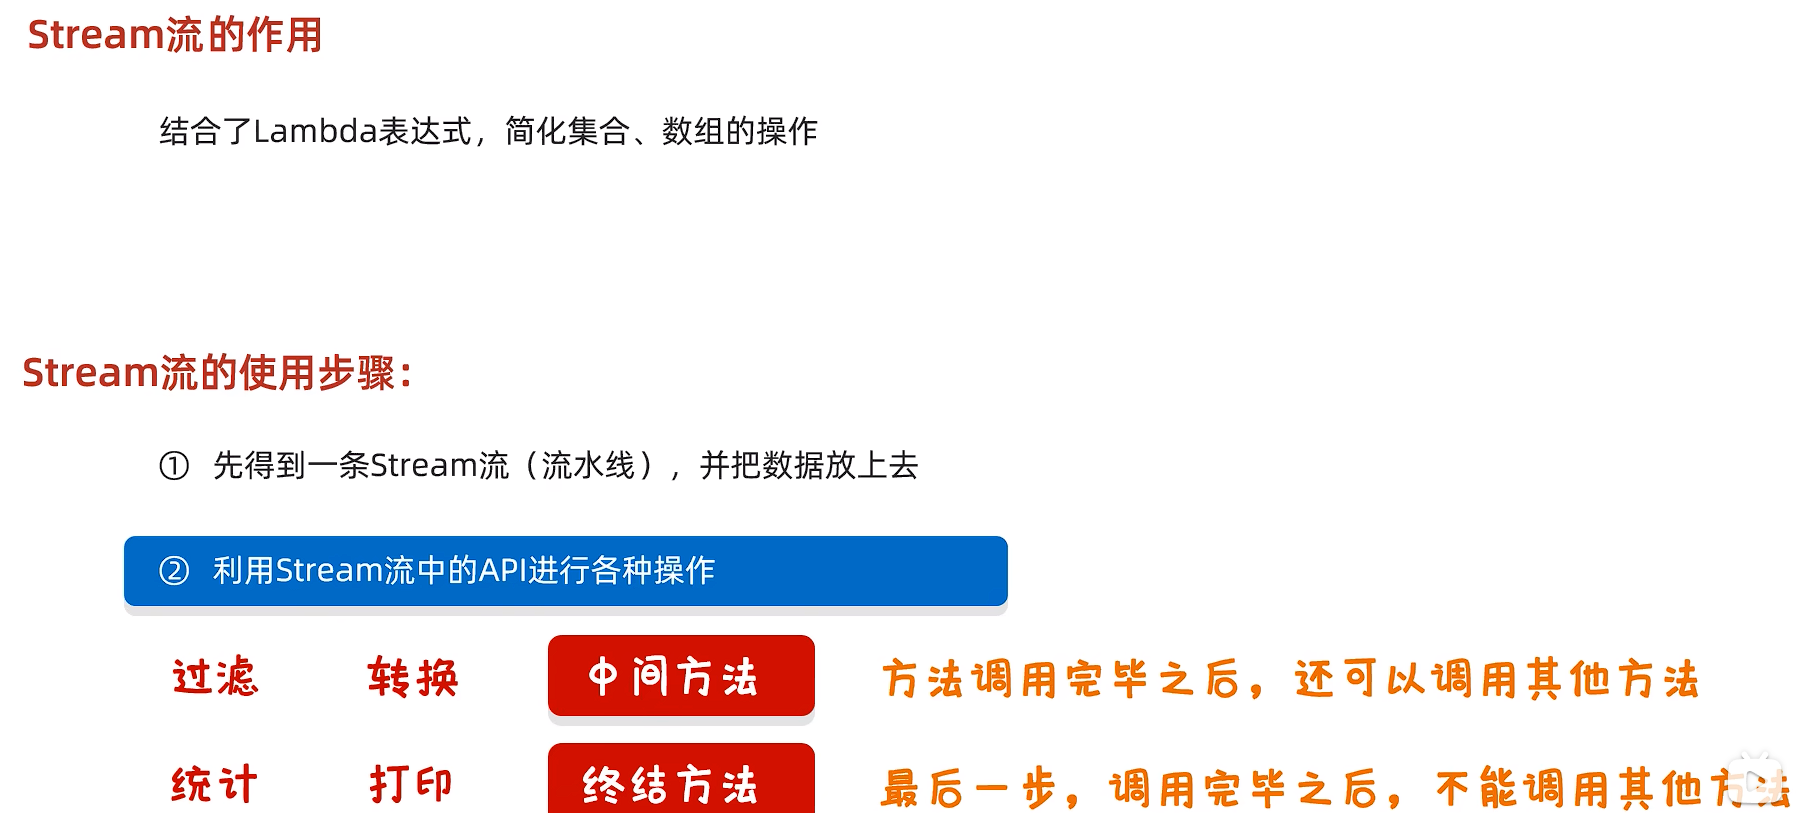 Stream流的作用
结合了Lambda表达式，简化集合、数组的操作
Stream流的使用步骤：
① 先得到一条Stream流（流水线），并把数据放上去
② 利用Stream流中的API进行各种操作
过滤 转换 中间方法 方法调用完毕之后，还可以调用其他方法
统计 打印 终结方法 最后一步，调用完毕之后，不能调用其他方法